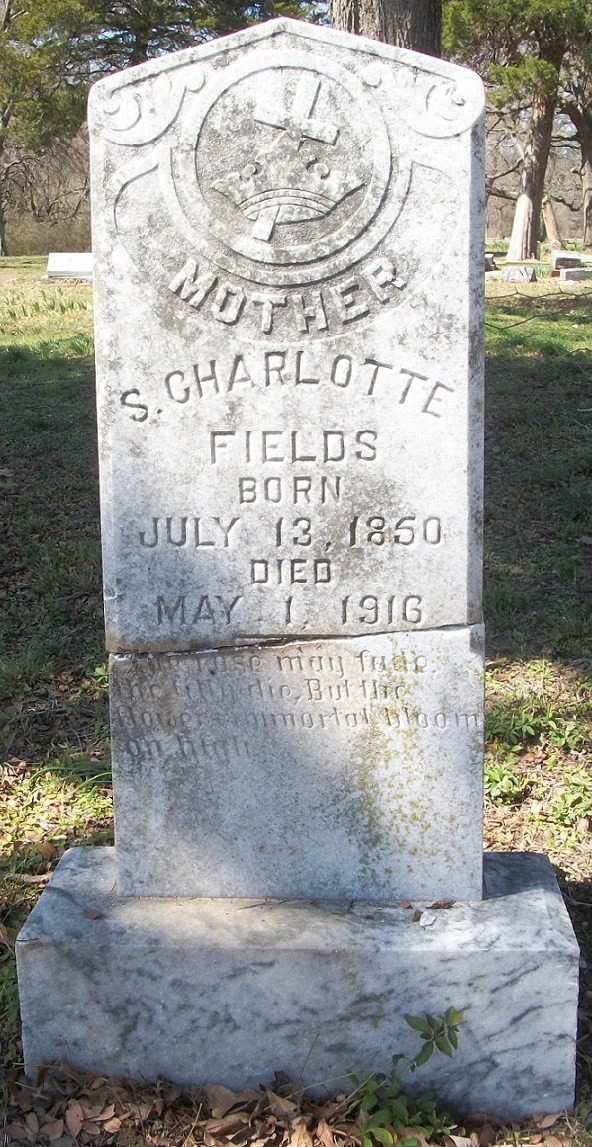 MOTHER
S. CHARLOTTE
FIELDS
BORN
JULY 13, 1850
DIED
MAY 1, 1916
The rose may fade,
the lily die, But the
flowers immortal bloom
on high.